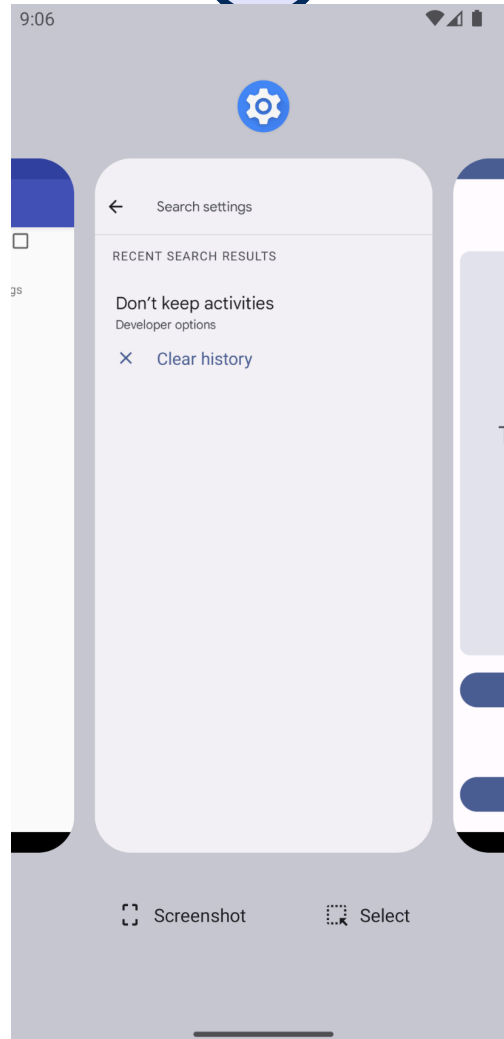 9:06
Search settings
gs
RECENT SEARCH RESULTS
Don't keep activities
Developer options
Clear history
T
Screenshot
Select